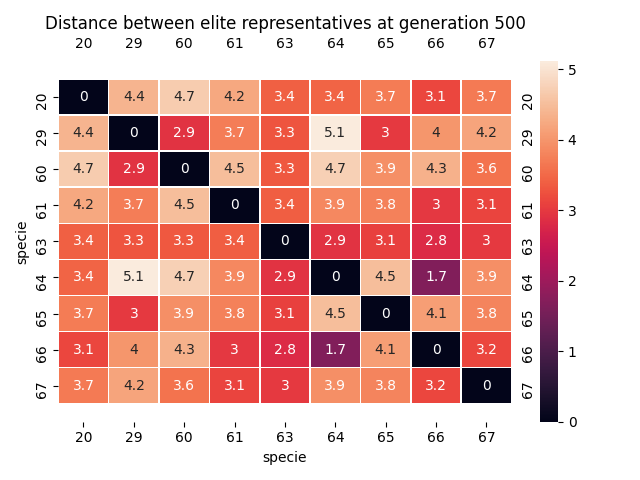 Distance between elite representatives at generation 500
20 29 60 61 63 64 65 66 67
20 0 4.4 4.7 4.2 3.4 3.4 3.7 3.1 3.7 20
29 4.4 0 2.9 3.7 3.3 5.1 3 4 4.2 29
60 4.7 2.9 0 4.5 3.3 4.7 3.9 4.3 3.6 60
61 4.2 3.7 4.5 0 3.4 3.9 3.8 3 3.1 61
63 3.4 3.3 3.3 3.4 0 2.9 3.1 2.8 3 63
64 3.4 5.1 4.7 3.9 2.9 0 4.5 1.7 3.9 64
65 3.7 3 3.9 3.8 3.1 4.5 0 4.1 3.8 65
66 3.1 4 4.3 3 2.8 1.7 4.1 0 3.2 66
67 3.7 4.2 3.6 3.1 3 3.9 3.8 3.2 0 67
20 29 60 61 63 64 65 66 67
specie
specie
5
4
3
2
1
0